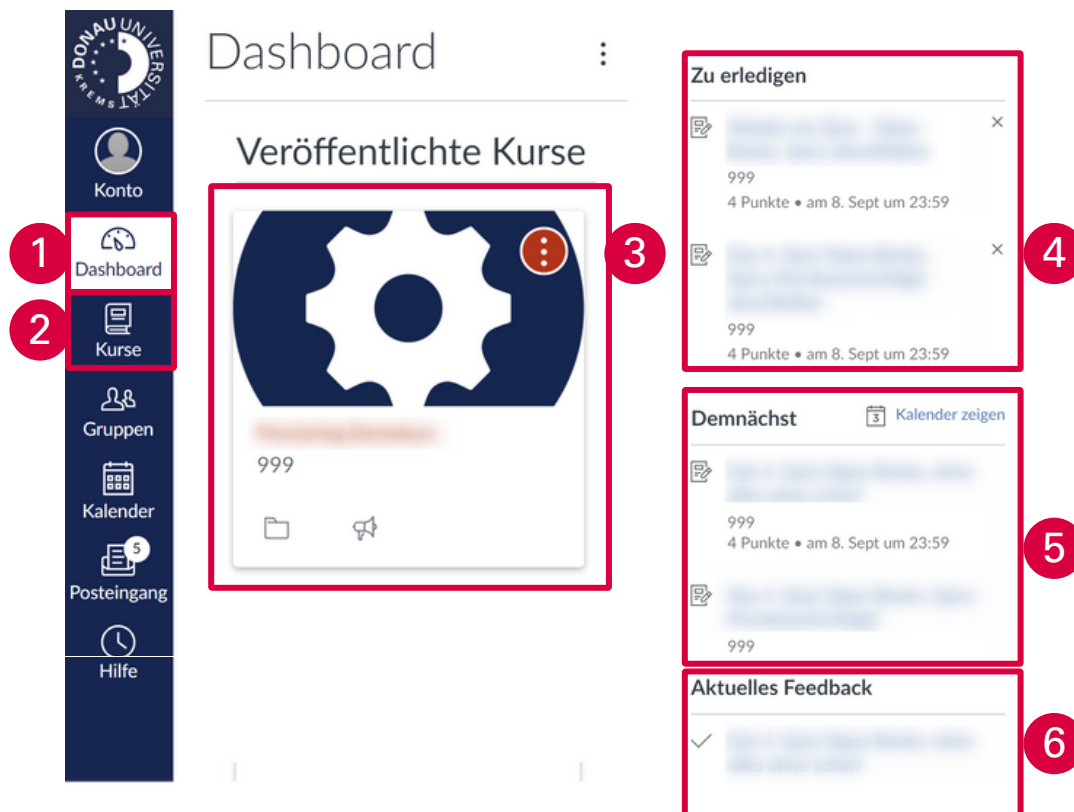 DONAU UNIVERSITÄT KREMS
Konto
1
Dashboard
2
Kurse
Gruppen
Kalender
5
Posteingang
Hilfe
Dashboard
Veröffentlichte Kurse
3
999
Zu erledigen
999
4 Punkte • am 8. Sept um 23:59
999
4 Punkte • am 8. Sept um 23:59
4
Demnächst
3 Kalender zeigen
999
4 Punkte • am 8. Sept um 23:59
999
5
Aktuelles Feedback
6